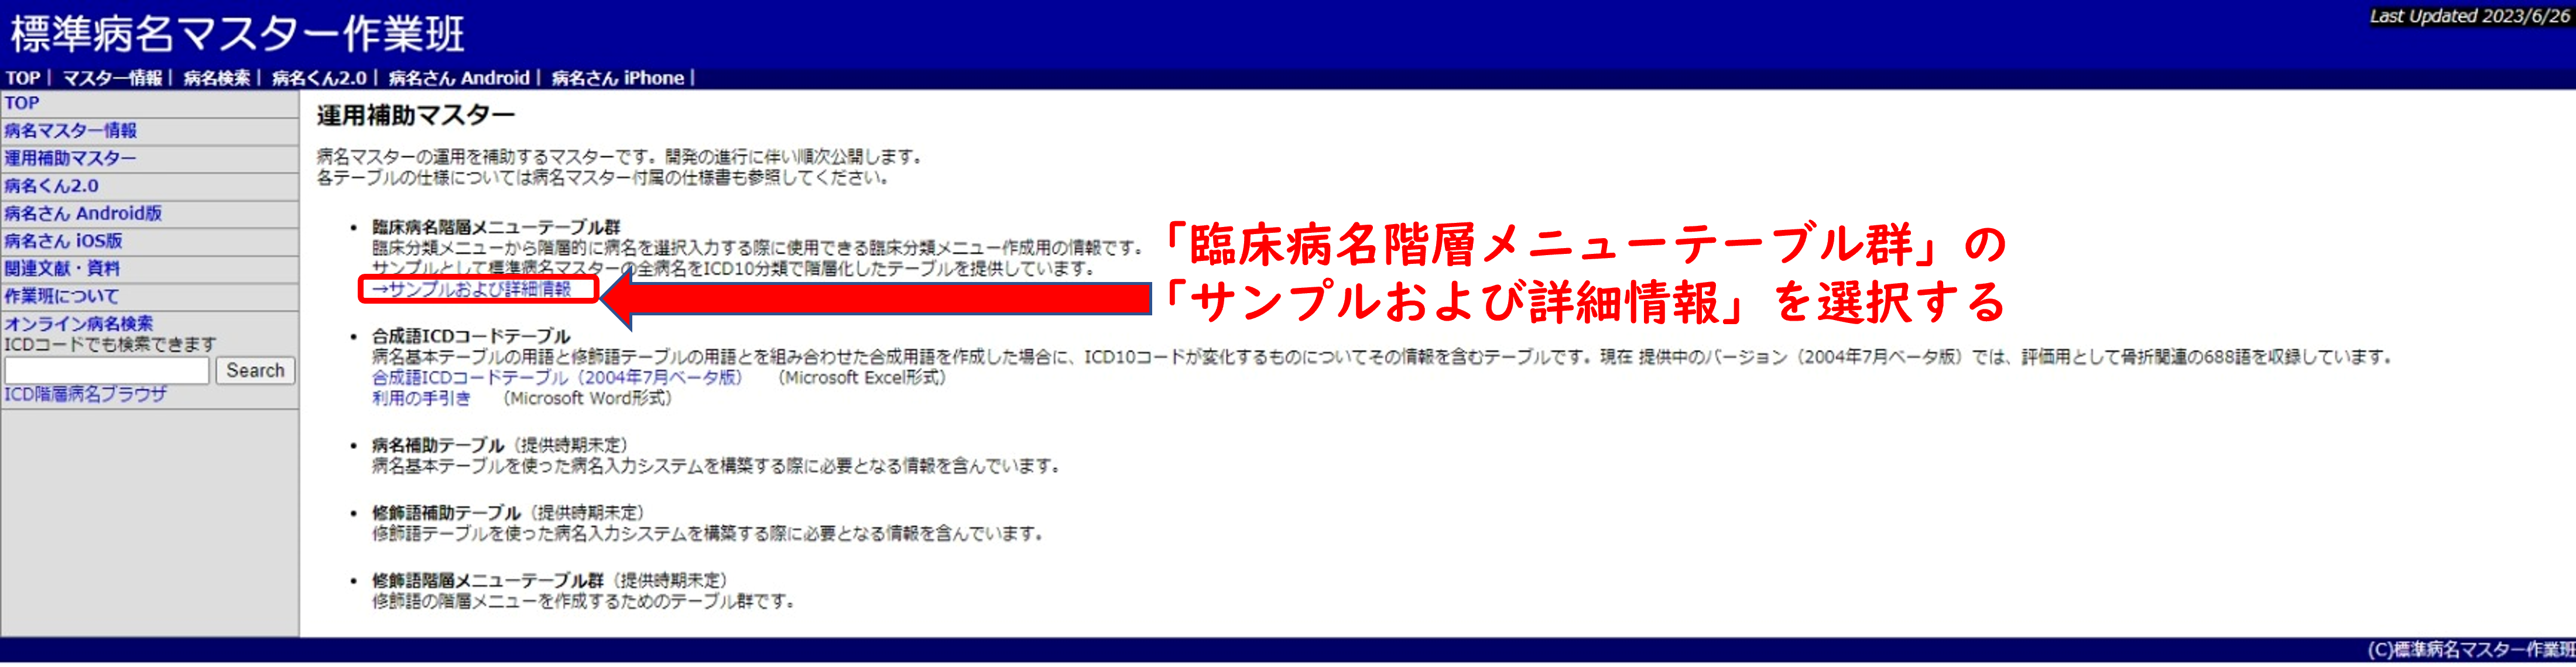 標準病名マスター作業班
Last Updated 2023/6/26
TOP | マスター情報 | 病名検索 | 病名くん2.0 | 病名さん Android | 病名さん iPhone |
TOP
病名マスター情報
運用補助マスター
病名くん2.0
病名さん Android版
病名さん iOS版
関連文献・資料
作業班について
オンライン病名検索
ICDコードでも検索できます
Search
ICD階層病名ブラウザ
運用補助マスター
病名マスターの運用を補助するマスターです。開発の進行に伴い順次公開します。
各テーブルの仕様については病名マスター付属の仕様書も参照してください。
• 臨床病名階層メニューテーブル群
臨床分類メニューから階層的に病名を選択入力する際に使用できる臨床分類メニュー作成用の情報です。
サンプルとして標準病名マスターの全病名をICD10分類で階層化したテーブルを提供しています。
→サンプルおよび詳細情報
「臨床病名階層メニューテーブル群」の
「サンプルおよび詳細情報」を選択する
• 合成語ICDコードテーブル
病名基本テーブルの用語と修飾語テーブルの用語とを組み合わせた合成用語を作成した場合に、ICD10コードが変化するものについてその情報を含むテーブルです。現在 提供中のバージョン（2004年7月ベータ版）では、評価用として骨折関連の688語を収録しています。
合成語ICDコードテーブル（2004年7月ベータ版） （Microsoft Excel形式）
利用の手引き （Microsoft Word形式）
• 病名補助テーブル（提供時期未定）
病名基本テーブルを使った病名入力システムを構築する際に必要となる情報を含んでいます。
• 修飾語補助テーブル（提供時期未定）
修飾語テーブルを使った病名入力システムを構築する際に必要となる情報を含んでいます。
• 修飾語階層メニューテーブル群（提供時期未定）
修飾語の階層メニューを作成するためのテーブル群です。
(C)標準病名マスター作業班